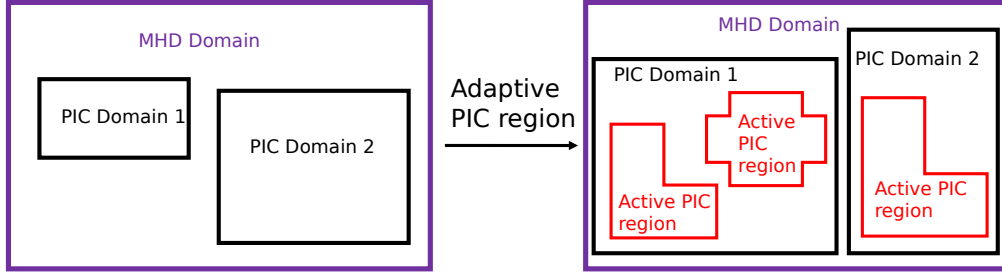 MHD Domain
PIC Domain 1
PIC Domain 2
Adaptive
PIC region
MHD Domain
PIC Domain 1
Active
PIC
region
Active PIC
region
PIC Domain 2
Active PIC
region